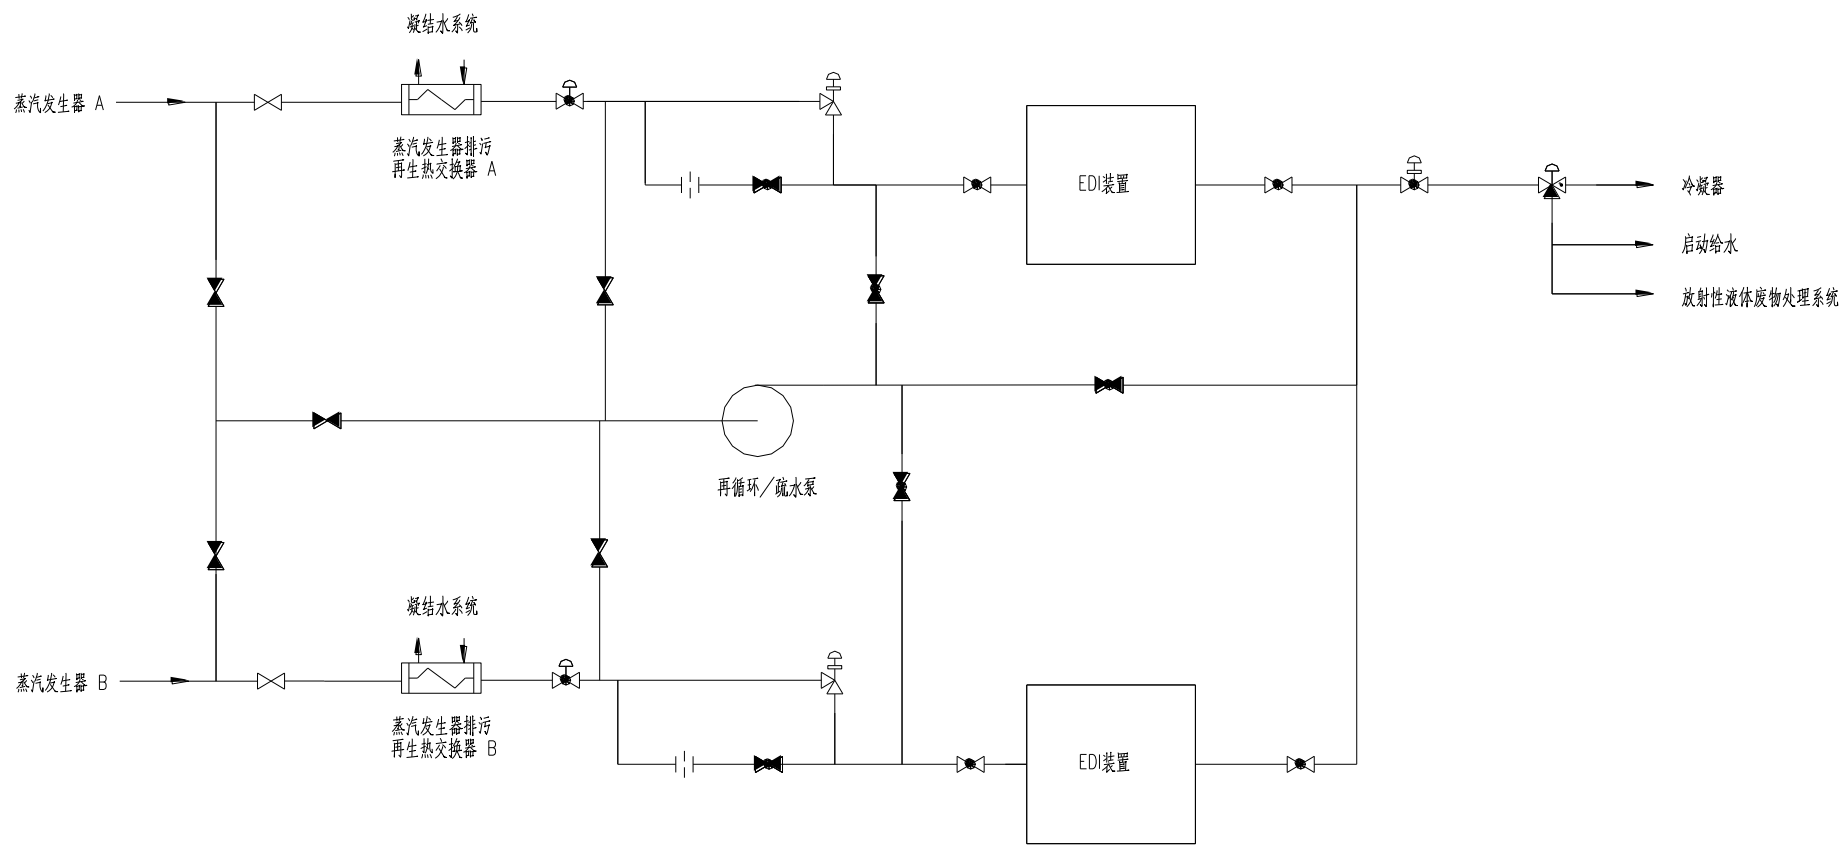 凝结水系统
蒸汽发生器 A
蒸汽发生器排污
再生热交换器 A
EDI装置
冷凝器
启动给水
放射性液体废物处理系统
再循环/疏水泵
凝结水系统
蒸汽发生器 B
蒸汽发生器排污
再生热交换器 B
EDI装置